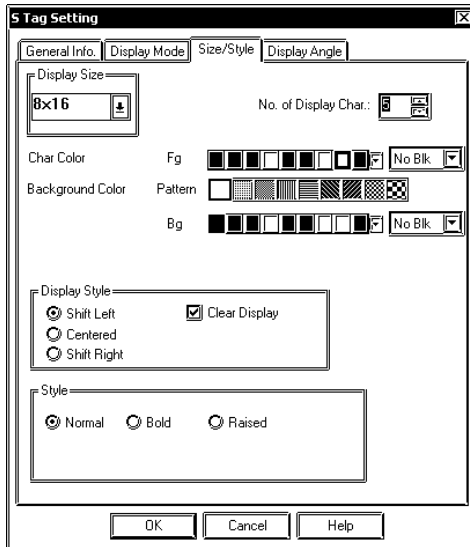 S Tag Setting
General Info. Display Mode Size/Style Display Angle
Display Size
8x16
No. of Display Char.: 5
Char Color Fg No Blk
Background Color Pattern
Bg No Blk
Display Style
Shift Left Clear Display
Centered
Shift Right
Style
Normal Bold Raised
OK Cancel Help